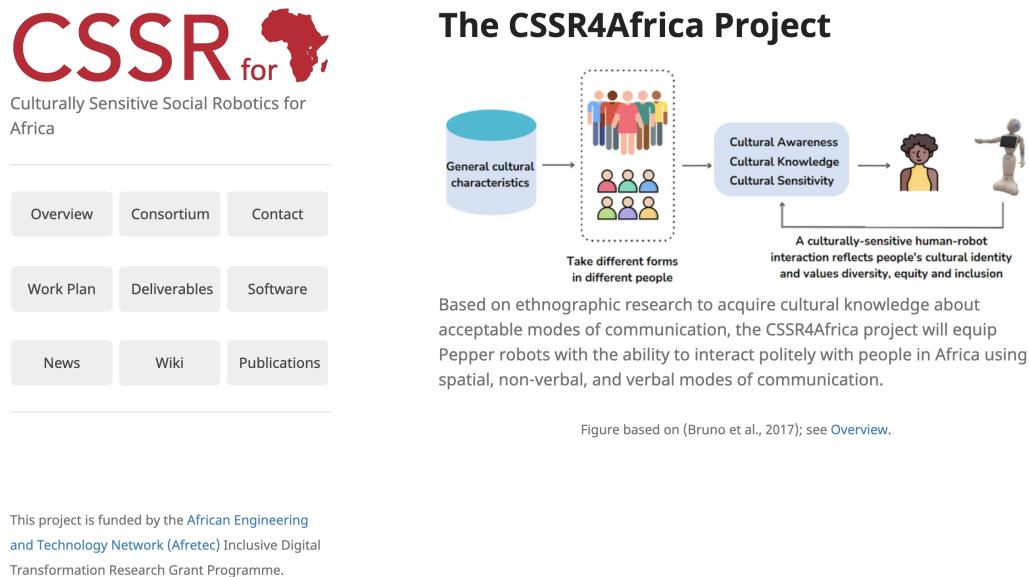 CSSR for
Culturally Sensitive Social Robotics for
Africa
Overview
Consortium
Contact
Work Plan
Deliverables
Software
News
Wiki
Publications
This project is funded by the African Engineering
and Technology Network (Afretec) Inclusive Digital
Transformation Research Grant Programme.
The CSSR4Africa Project
General cultural
characteristics
Take different forms
in different people
Cultural Awareness
Cultural Knowledge
Cultural Sensitivity
A culturally-sensitive human-robot
interaction reflects people's cultural identity
and values diversity, equity and inclusion
Based on ethnographic research to acquire cultural knowledge about
acceptable modes of communication, the CSSR4Africa project will equip
Pepper robots with the ability to interact politely with people in Africa using
spatial, non-verbal, and verbal modes of communication.
Figure based on (Bruno et al., 2017); see Overview.